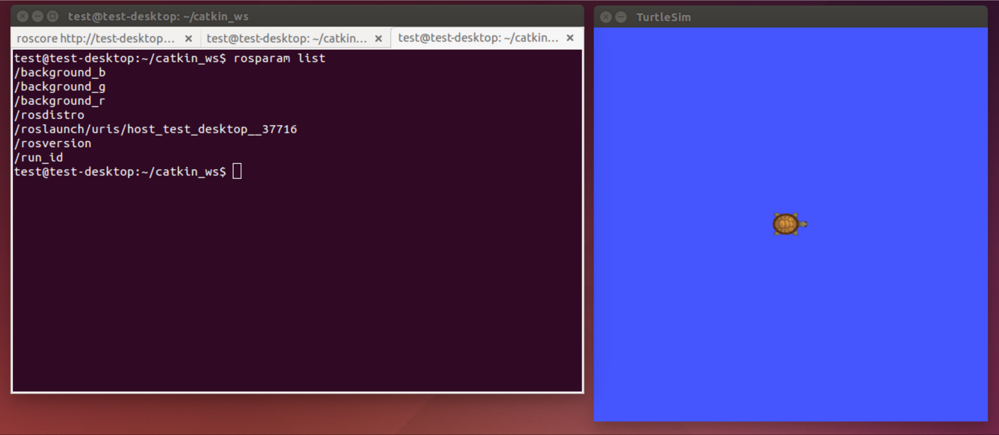 test@test-desktop: ~/catkin_ws
roscore http://test-desktop... test@test-desktop: ~/catkin... test@test-desktop: ~/catkin...
test@test-desktop:~/catkin_ws$ rosparam list
/background_b
/background_g
/background_r
/rosdistro
/roslaunch/uris/host_test_desktop__37716
/rosversion
/run_id
test@test-desktop:~/catkin_ws$
TurtleSim